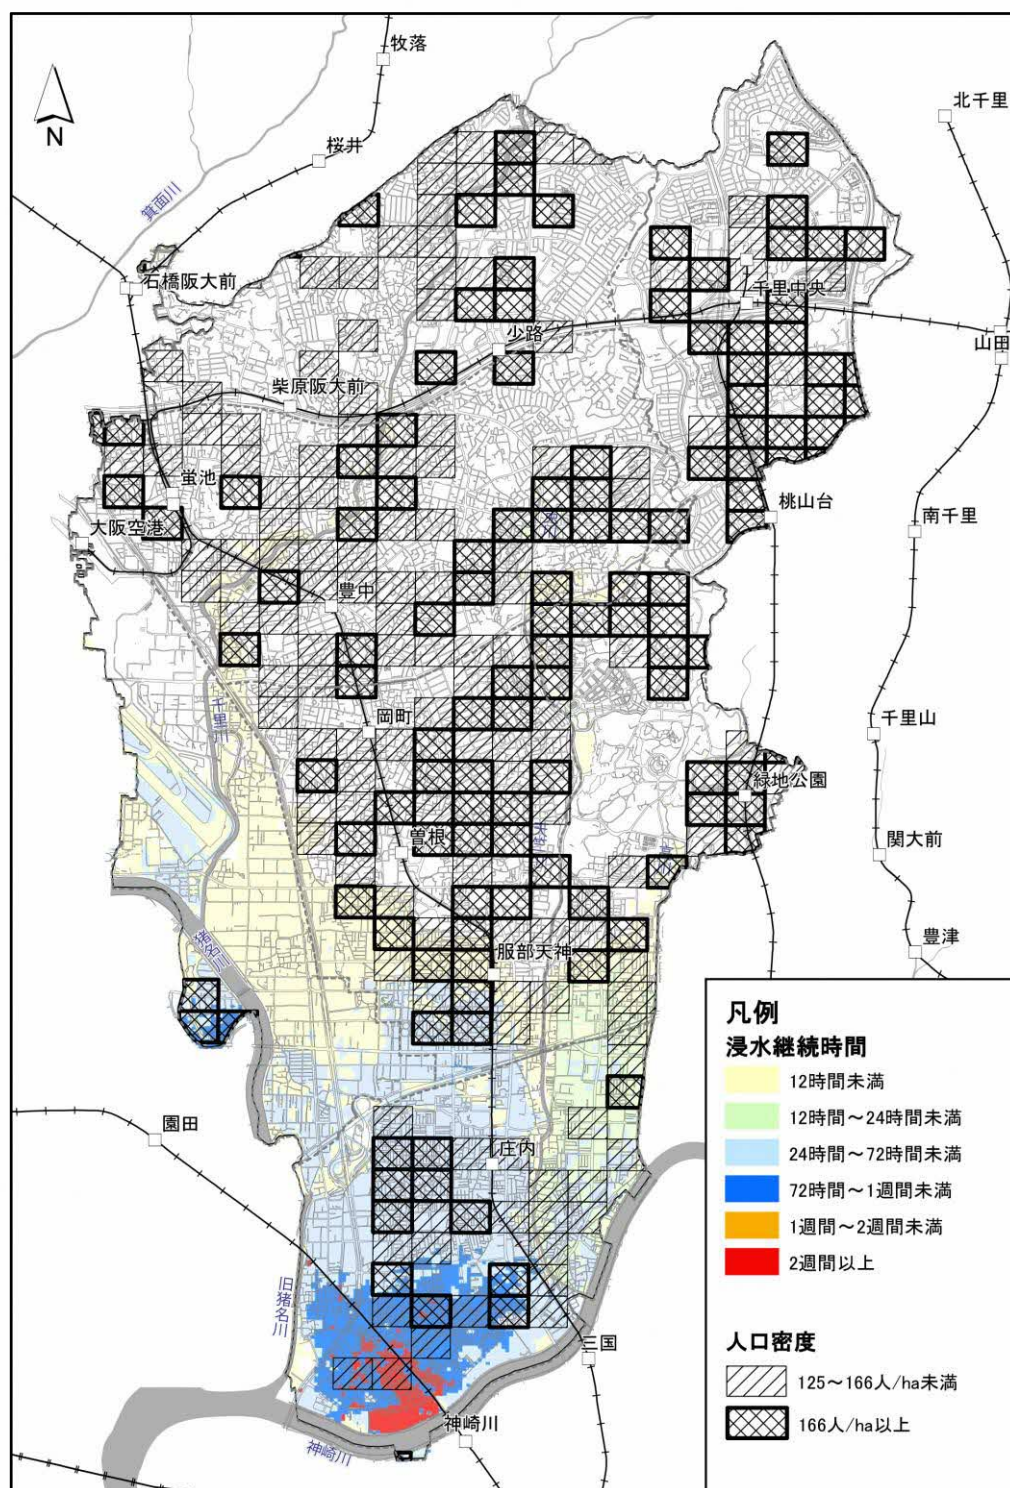 牧落
北千里
N
桜井
箕面川
石橋阪大前
千里中央
少路
山田
柴原阪大前
蛍池
桃山台
大阪空港
南千里
豊中
千里川
岡町
千里山
緑地公園
曽根
関大前
豊津
猪名川
服部天神
園田
庄内
旧猪名川
三国
神崎川
神崎川
凡例
浸水継続時間
12時間未満
12時間～24時間未満
24時間～72時間未満
72時間～1週間未満
1週間～2週間未満
2週間以上
人口密度
125～166人/ha未満
166人/ha以上